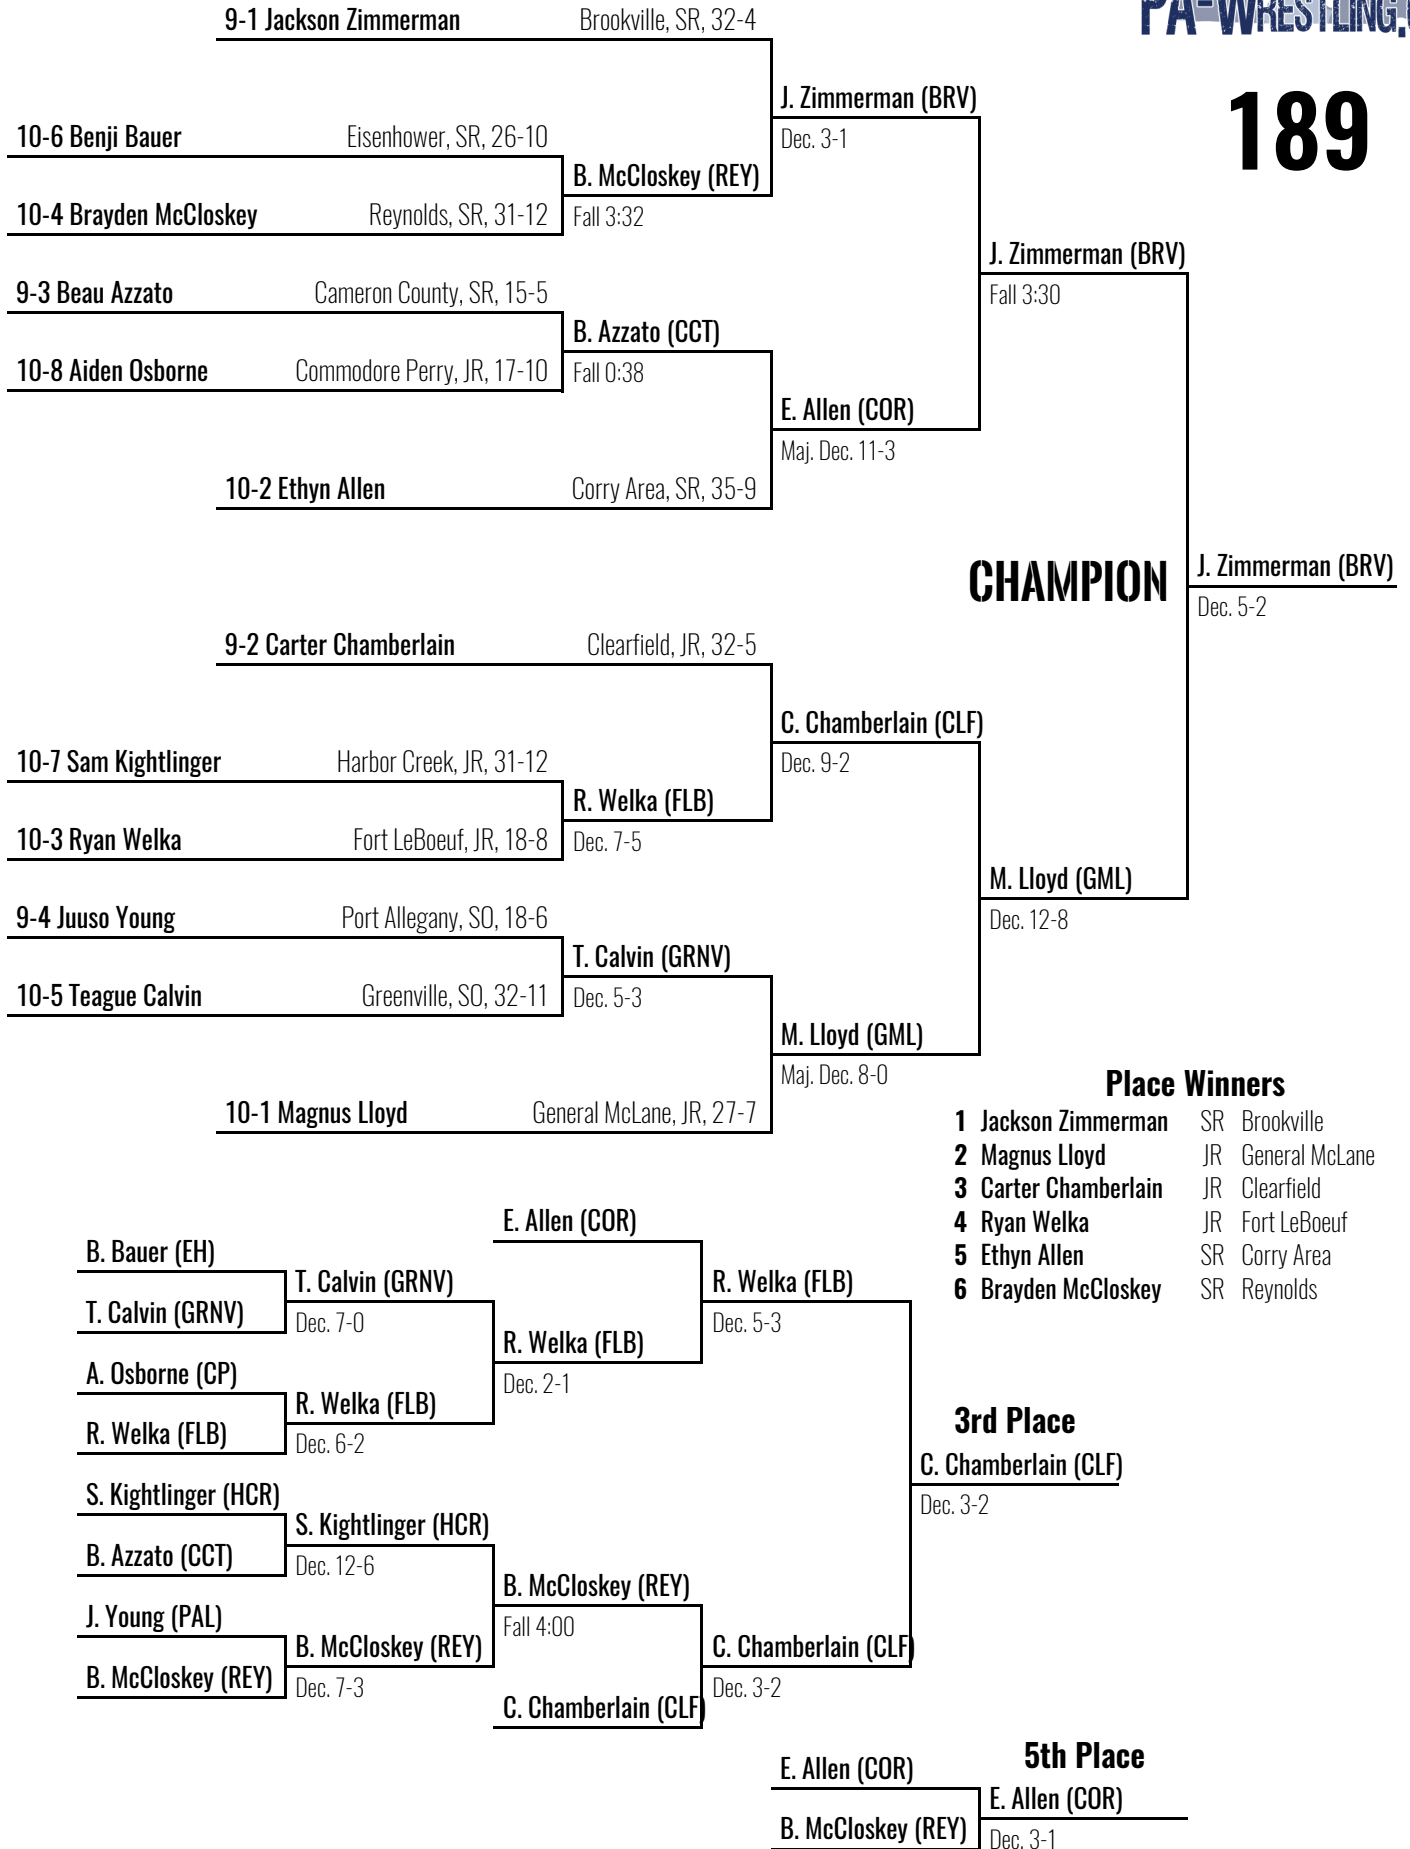 PA-WRESTLING
189
9-1 Jackson Zimmerman Brookville, SR, 32-4
J. Zimmerman (BRV)
Dec. 3-1
10-6 Benji Bauer Eisenhower, SR, 26-10
B. McCloskey (REY)
Fall 3:32
10-4 Brayden McCloskey Reynolds, SR, 31-12
J. Zimmerman (BRV)
Fall 3:30
9-3 Beau Azzato Cameron County, SR, 15-5
B. Azzato (CCT)
Fall 0:38
10-8 Aiden Osborne Commodore Perry, JR, 17-10
E. Allen (COR)
Maj. Dec. 11-3
10-2 Ethyn Allen Corry Area, SR, 35-9
CHAMPION
J. Zimmerman (BRV)
Dec. 5-2
9-2 Carter Chamberlain Clearfield, JR, 32-5
C. Chamberlain (CLF)
Dec. 9-2
10-7 Sam Kightlinger Harbor Creek, JR, 31-12
R. Welka (FLB)
Dec. 7-5
10-3 Ryan Welka Fort LeBoeuf, JR, 18-8
M. Lloyd (GML)
Dec. 12-8
9-4 Juuso Young Port Allegany, SO, 18-6
T. Calvin (GRNV)
Dec. 5-3
10-5 Teague Calvin Greenville, SO, 32-11
M. Lloyd (GML)
Maj. Dec. 8-0
10-1 Magnus Lloyd General McLane, JR, 27-7
Place Winners
1 Jackson Zimmerman SR Brookville
2 Magnus Lloyd JR General McLane
3 Carter Chamberlain JR Clearfield
4 Ryan Welka JR Fort LeBoeuf
5 Ethyn Allen SR Corry Area
6 Brayden McCloskey SR Reynolds
E. Allen (COR)
B. Bauer (EH)
T. Calvin (GRNV)
Dec. 7-0
T. Calvin (GRNV)
R. Welka (FLB)
Dec. 5-3
R. Welka (FLB)
Dec. 2-1
A. Osborne (CP)
R. Welka (FLB)
Dec. 6-2
R. Welka (FLB)
3rd Place
C. Chamberlain (CLF)
Dec. 3-2
S. Kightlinger (HCR)
S. Kightlinger (HCR)
Dec. 12-6
B. Azzato (CCT)
B. McCloskey (REY)
Fall 4:00
J. Young (PAL)
B. McCloskey (REY)
Dec. 7-3
B. McCloskey (REY)
C. Chamberlain (CLF)
Dec. 3-2
C. Chamberlain (CLF)
5th Place
E. Allen (COR)
E. Allen (COR)
Dec. 3-1
B. McCloskey (REY)